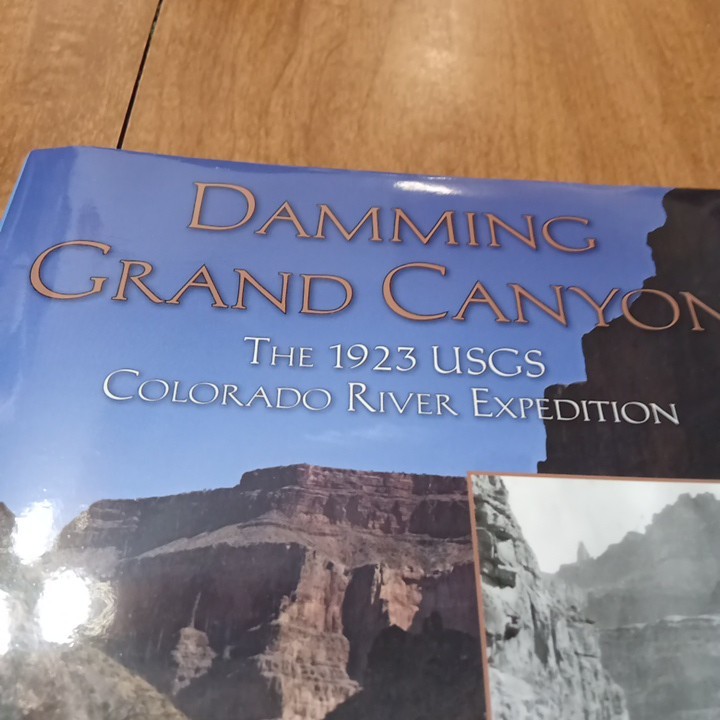 DAMMING
GRAND CANYON
THE 1923 USGS
COLORADO RIVER EXPEDITION